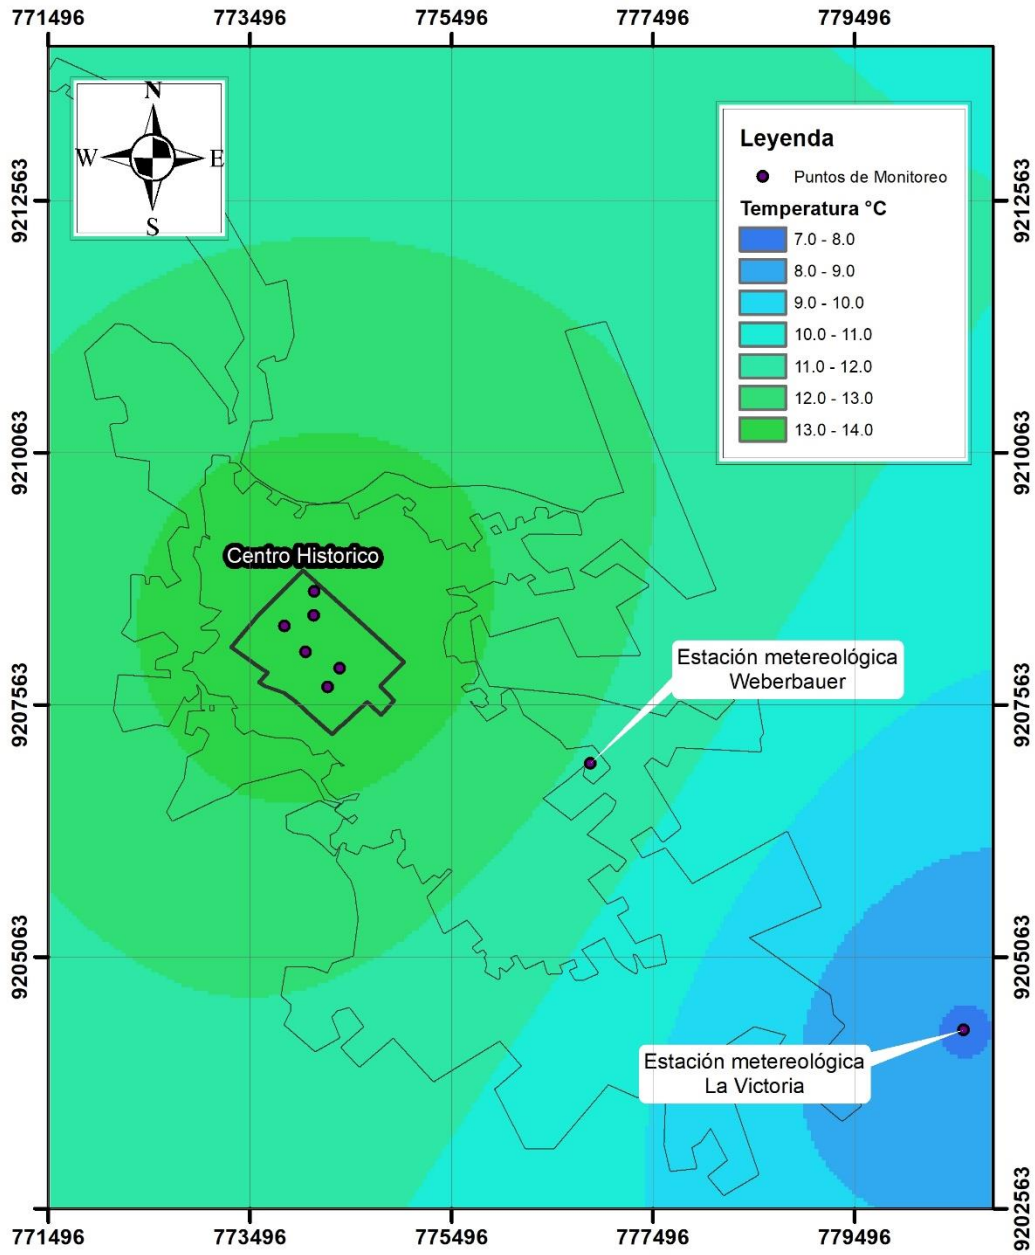 771496 773496 775496 777496 779496
N
W E
S
Leyenda
Puntos de Monitoreo
Temperatura °C
7.0 - 8.0
8.0 - 9.0
9.0 - 10.0
10.0 - 11.0
11.0 - 12.0
12.0 - 13.0
13.0 - 14.0
9212563 9212563
9210063 9210063
Centro Historico
Estación metereológica
Weberbauer
9207563 9207563
9205063 9205063
Estación metereológica
La Victoria
9202563
771496 773496 775496 777496 779496